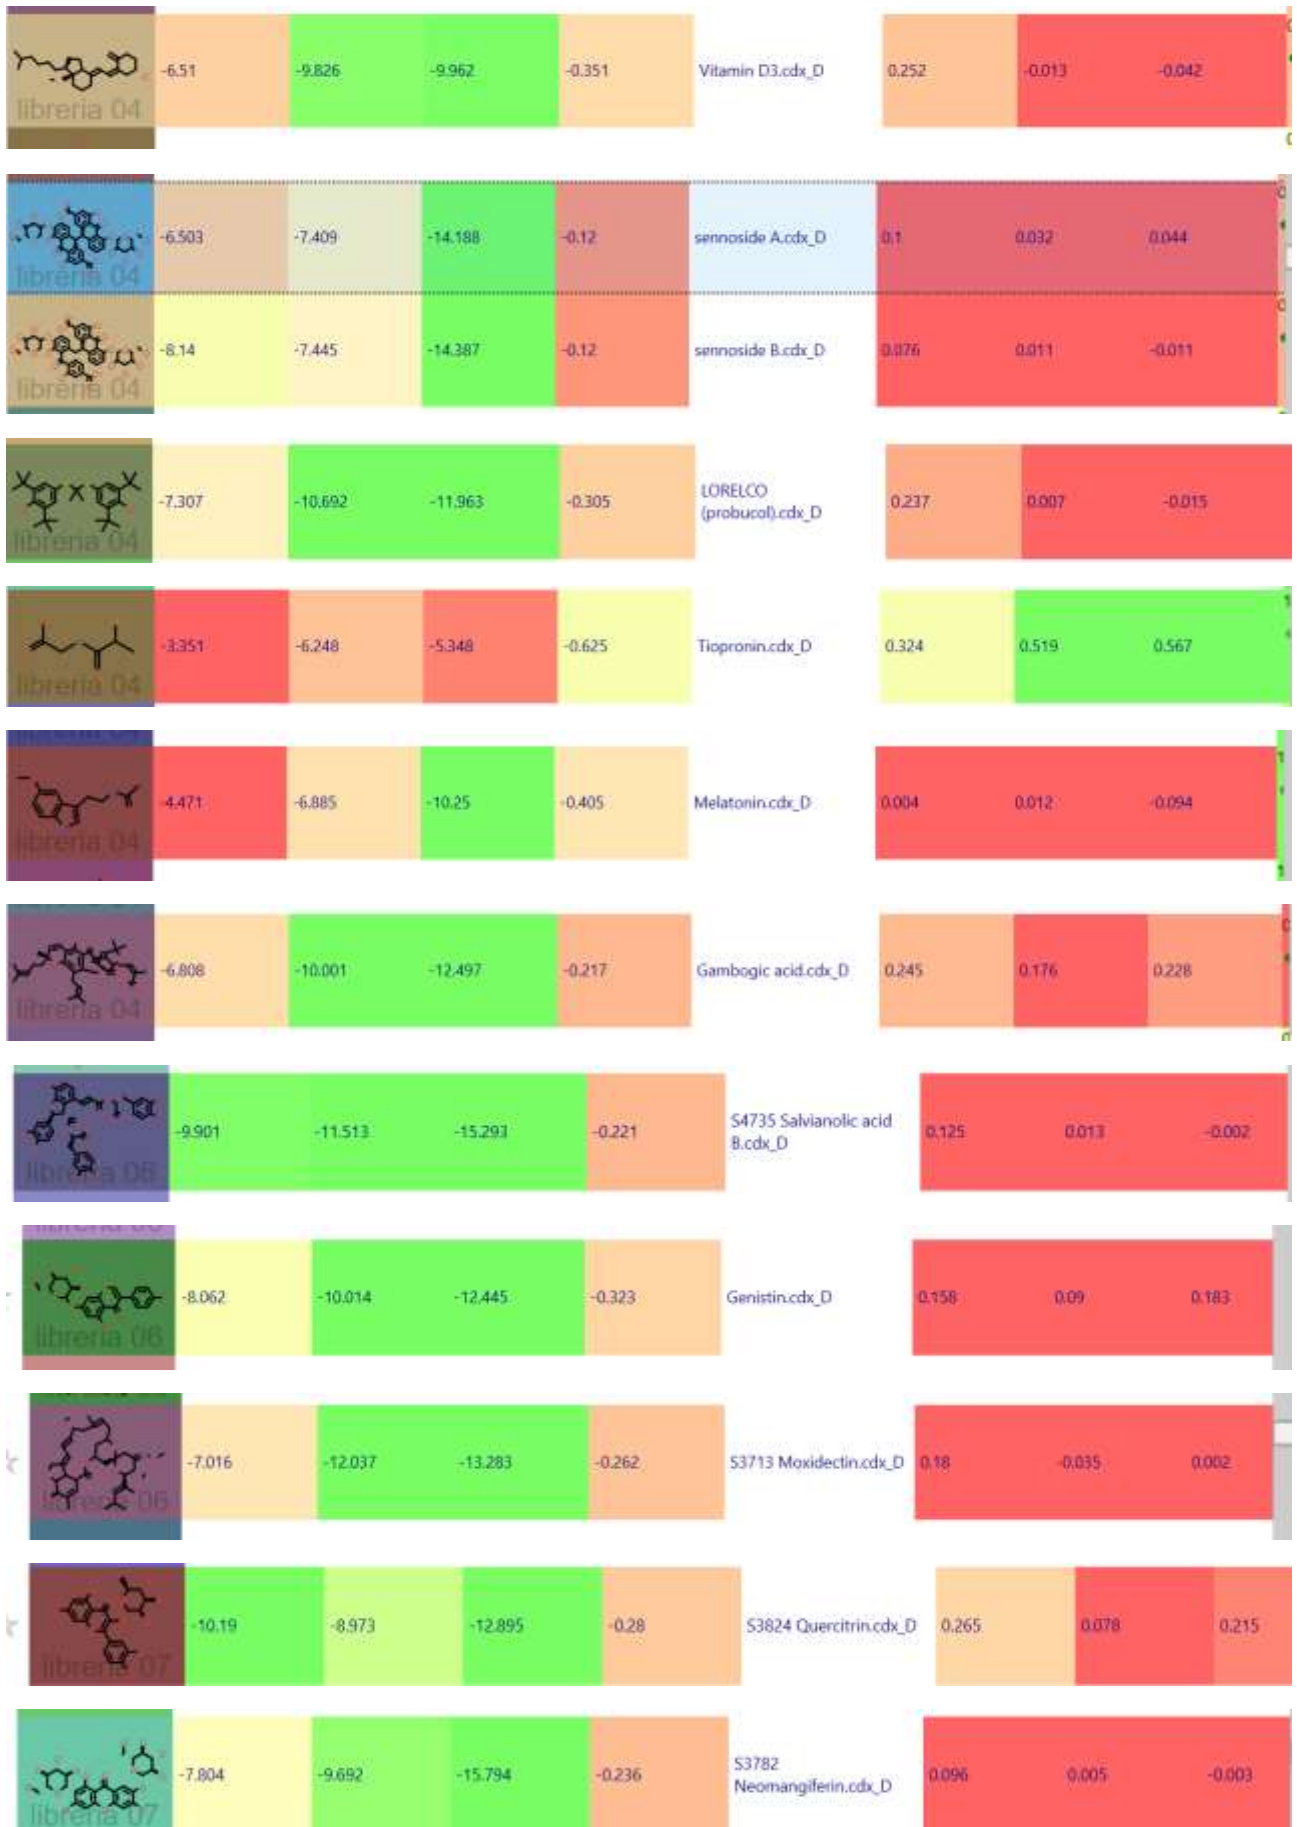 libreria 04
-6.51 -9.826 -9.962 -0.351 Vitamin D3.cdx_D 0.252 -0.013 -0.042
libreria 04
-6.503 -7.409 -14.188 -0.12 sennoside A.cdx_D 0.1 0.032 0.044
libreria 04
-8.14 -7.445 -14.387 -0.12 sennoside B.cdx_D 0.076 0.011 -0.011
libreria 04
-7.307 -10.692 -11.963 -0.305 LORELCO
(probucol).cdx_D 0.237 0.007 -0.015
libreria 04
-3.351 -6.248 -5.348 -0.625 Tiopronin.cdx_D 0.324 0.519 0.567
libreria 04
-4.471 -6.885 -10.25 -0.405 Melatonin.cdx_D 0.004 0.012 -0.094
libreria 04
-6.808 -10.001 -12.497 -0.217 Gambogic acid.cdx_D 0.245 0.176 0.228
libreria 04
-9.901 -11.513 -15.293 -0.221 S4735 Salvianolic acid
B.cdx_D 0.125 0.013 -0.002
libreria 06
-8.062 -10.014 -12.445 -0.323 Genistin.cdx_D 0.158 0.09 0.183
libreria 06
-7.016 -12.037 -13.283 -0.262 S3713 Moxidectin.cdx_D 0.18 -0.035 0.002
libreria 06
-10.19 -8.973 -12.895 -0.28 S3824 Quercitrin.cdx_D 0.265 0.078 0.215
libreria 07
-7.804 -9.692 -15.794 -0.236 S3782
Neomangiferin.cdx_D 0.096 0.005 -0.003
libreria 07